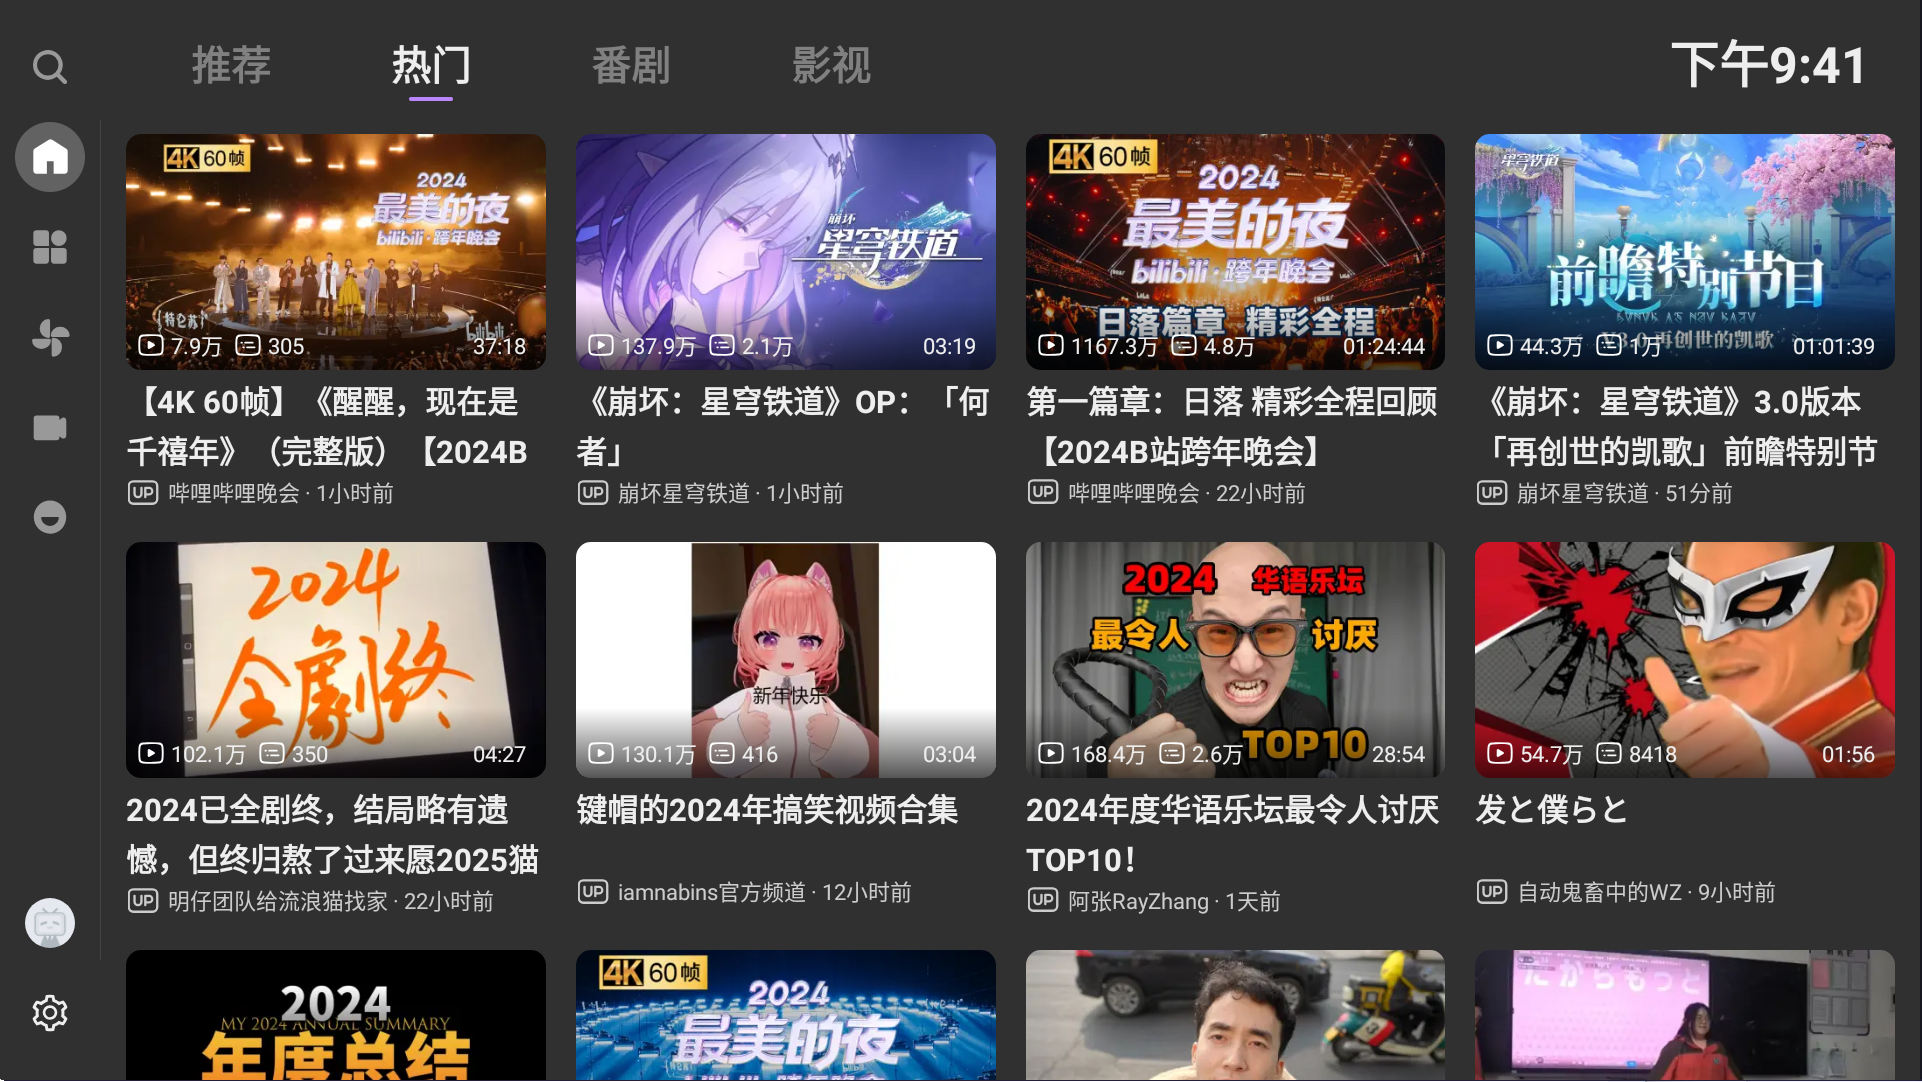 推荐
热门
番剧
影视
下午9:41
4K 60帧
2024
最美的夜
bilibili·跨年晚会
特仑苏
bilibili
7.9万 305 37:18
【4K 60帧】《醒醒，现在是
千禧年》（完整版）【2024B
UP 哔哩哔哩晚会 · 1小时前
崩坏
星穹铁道
137.9万 2.1万 03:19
《崩坏：星穹铁道》OP：「何
者」
UP 崩坏星穹铁道 · 1小时前
4K 60帧
2024
最美的夜
bilibili·跨年晚会
日落篇章 精彩全程
1167.3万 4.8万 01:24:44
第一篇章：日落 精彩全程回顾
【2024B站跨年晚会】
UP 哔哩哔哩晚会 · 22小时前
星穹铁道
前瞻特别节目
V3.0再创世的凯歌
44.3万 1万 01:01:39
《崩坏：星穹铁道》3.0版本
「再创世的凯歌」前瞻特别节
UP 崩坏星穹铁道 · 51分前
2024
全劇终
102.1万 350 04:27
2024已全剧终，结局略有遗
憾，但终归熬了过来愿2025猫
UP 明仔团队给流浪猫找家 · 22小时前
新年快乐
130.1万 416 03:04
键帽的2024年搞笑视频合集
UP iamnabins官方频道 · 12小时前
2024 华语乐坛
最令人 讨厌
TOP10
168.4万 2.6万 28:54
2024年度华语乐坛最令人讨厌
TOP10！
UP 阿张RayZhang · 1天前
54.7万 8418 01:56
发と僕らと
UP 自动鬼畜中的WZ · 9小时前
2024
MY 2024 ANNUAL SUMMARY
年度总结
4K 60帧
2024
最美的夜
たからもっと